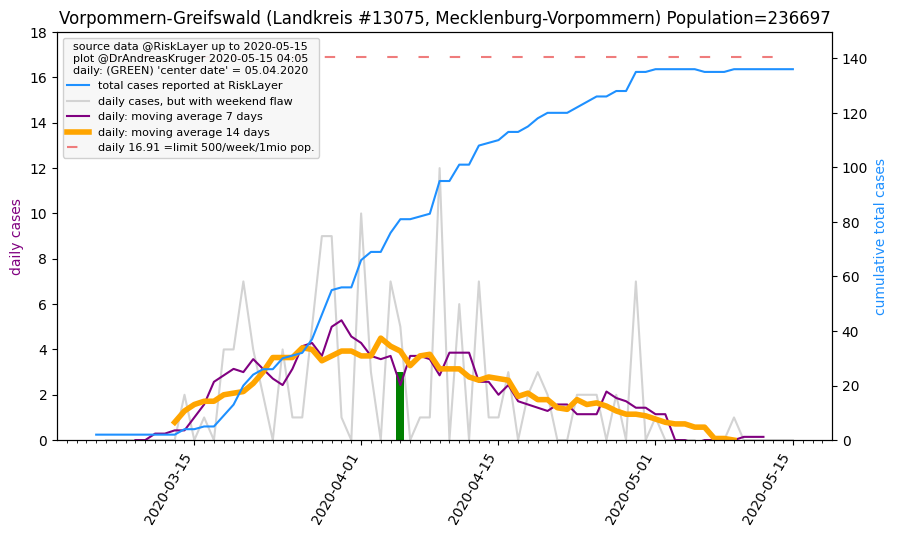 Vorpommern-Greifswald (Landkreis #13075, Mecklenburg-Vorpommern) Population=236697
source data @RiskLayer up to 2020-05-15
plot @DrAndreasKruger 2020-05-15 04:05
daily: (GREEN) 'center date' = 05.04.2020
total cases reported at RiskLayer
daily cases, but with weekend flaw
daily: moving average 7 days
daily: moving average 14 days
daily 16.91 =limit 500/week/1mio pop.
daily cases
18
16
14
12
10
8
6
4
2
0
140
120
100
80
60
40
20
0
cumulative total cases
2020-03-15
2020-04-01
2020-04-15
2020-05-01
2020-05-15